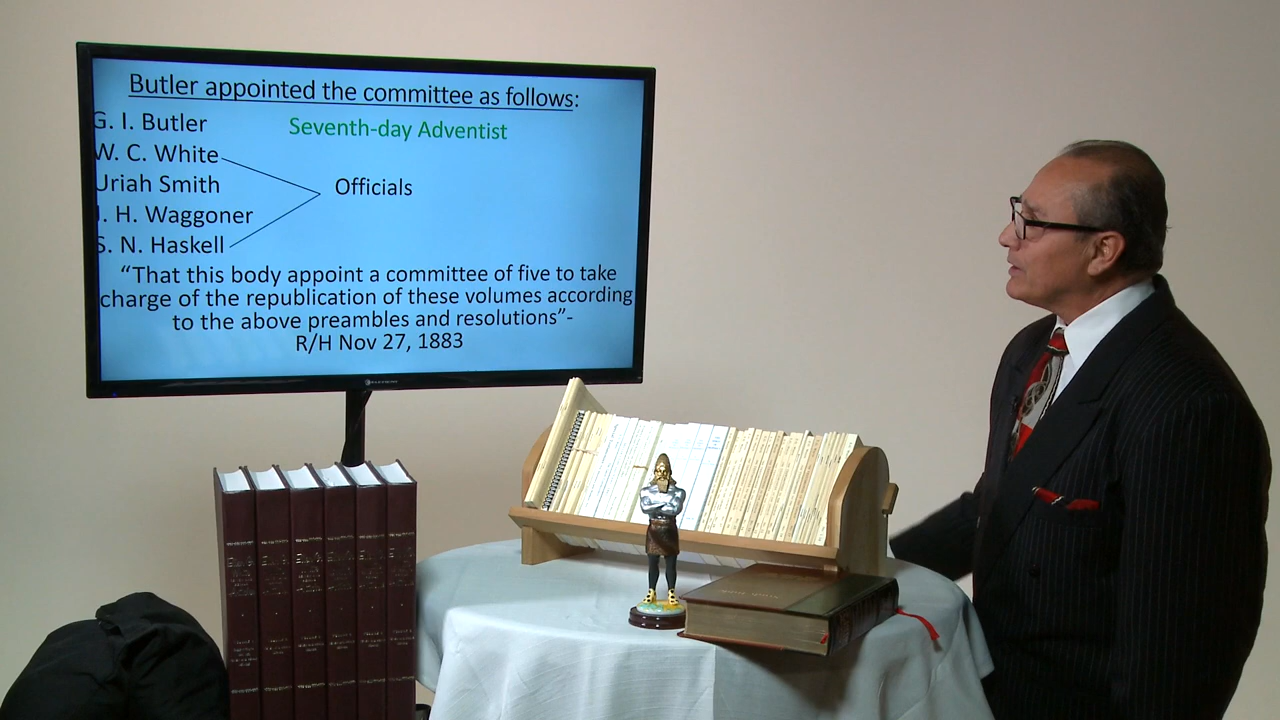 Butler appointed the committee as follows:
G. I. Butler
Seventh-day Adventist
W. C. White
Uriah Smith
Officials
J. H. Waggoner
S. N. Haskell
“That this body appoint a committee of five to take
charge of the republication of these volumes according
to the above preambles and resolutions”-
R/H Nov 27, 1883
Holy Bible